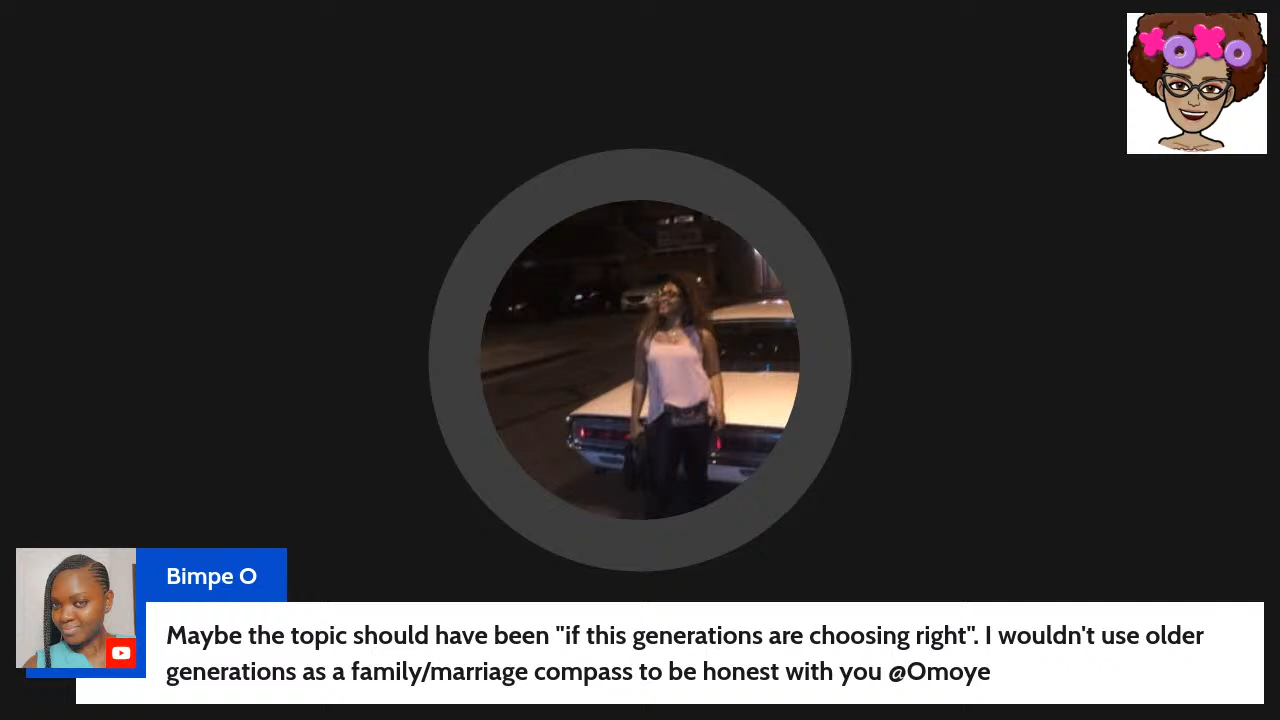 XOXO
Bimpe O
Maybe the topic should have been "if this generations are choosing right". I wouldn't use older
generations as a family/marriage compass to be honest with you @Omoye